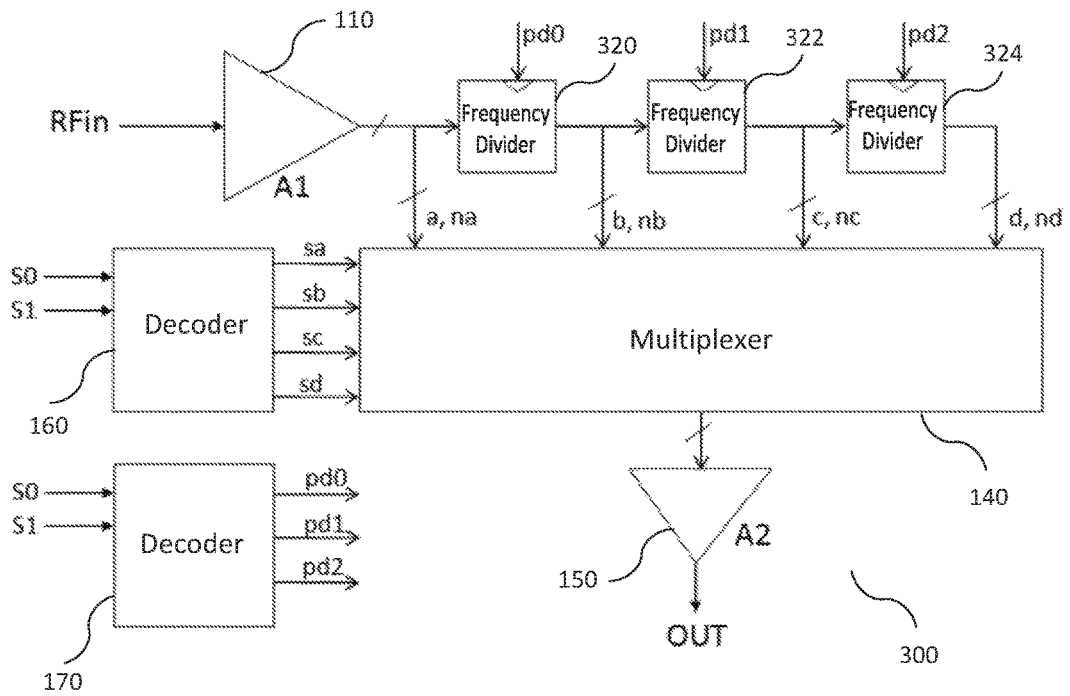 110
pd0
320
pd1
322
pd2
324
RFin
A1
Frequency
Divider
Frequency
Divider
Frequency
Divider
a, na
b, nb
c, nc
d, nd
S0
S1
Decoder
160
sa
sb
sc
sd
Multiplexer
140
S0
S1
Decoder
170
pd0
pd1
pd2
A2
150
OUT
300